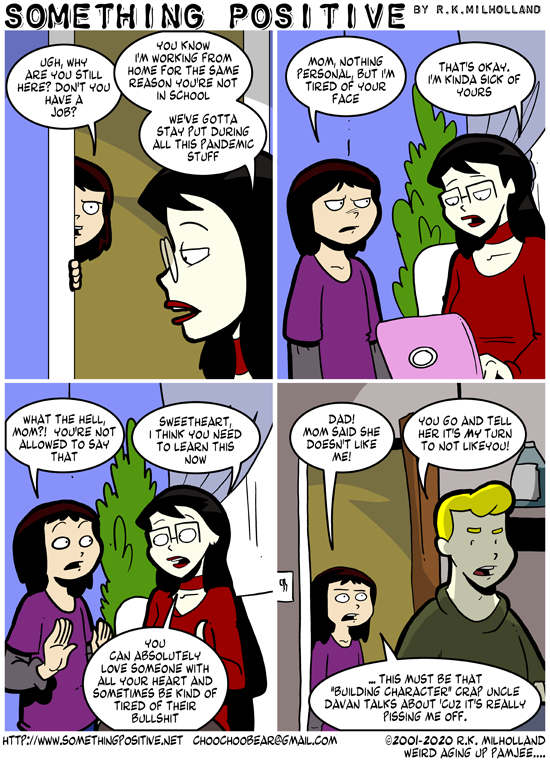 SOMETHING POSITIVE BY R.K.MILHOLLAND
UGH, WHY
ARE YOU STILL
HERE? DON'T YOU
HAVE A
JOB?
YOU KNOW
I'M WORKING FROM
HOME FOR THE SAME
REASON YOU'RE NOT
IN SCHOOL
WE'VE GOTTA
STAY PUT DURING
ALL THIS PANDEMIC
STUFF
MOM, NOTHING
PERSONAL, BUT I'M
TIRED OF YOUR
FACE
THAT'S OKAY.
I'M KINDA SICK OF
YOURS
WHAT THE HELL,
MOM?! YOU'RE NOT
ALLOWED TO SAY
THAT
SWEETHEART,
I THINK YOU NEED
TO LEARN THIS
NOW
YOU
CAN ABSOLUTELY
LOVE SOMEONE WITH
ALL YOUR HEART AND
SOMETIMES BE KIND OF
TIRED OF THEIR
BULLSHIT
DAD!
MOM SAID SHE
DOESN'T LIKE
ME!
YOU GO AND TELL
HER IT'S MY TURN
TO NOT LIKEYOU!
... THIS MUST BE THAT
"BUILDING CHARACTER" CRAP UNCLE
DAVAN TALKS ABOUT 'CUZ IT'S REALLY
PISSING ME OFF.
HTTP://WWW.SOMETHINGPOSITIVE.NET CHOOCHOOBEAR@GMAIL.COM ©2001-2020 R.K. MILHOLLAND
WEIRD AGING UP PAMJEE....